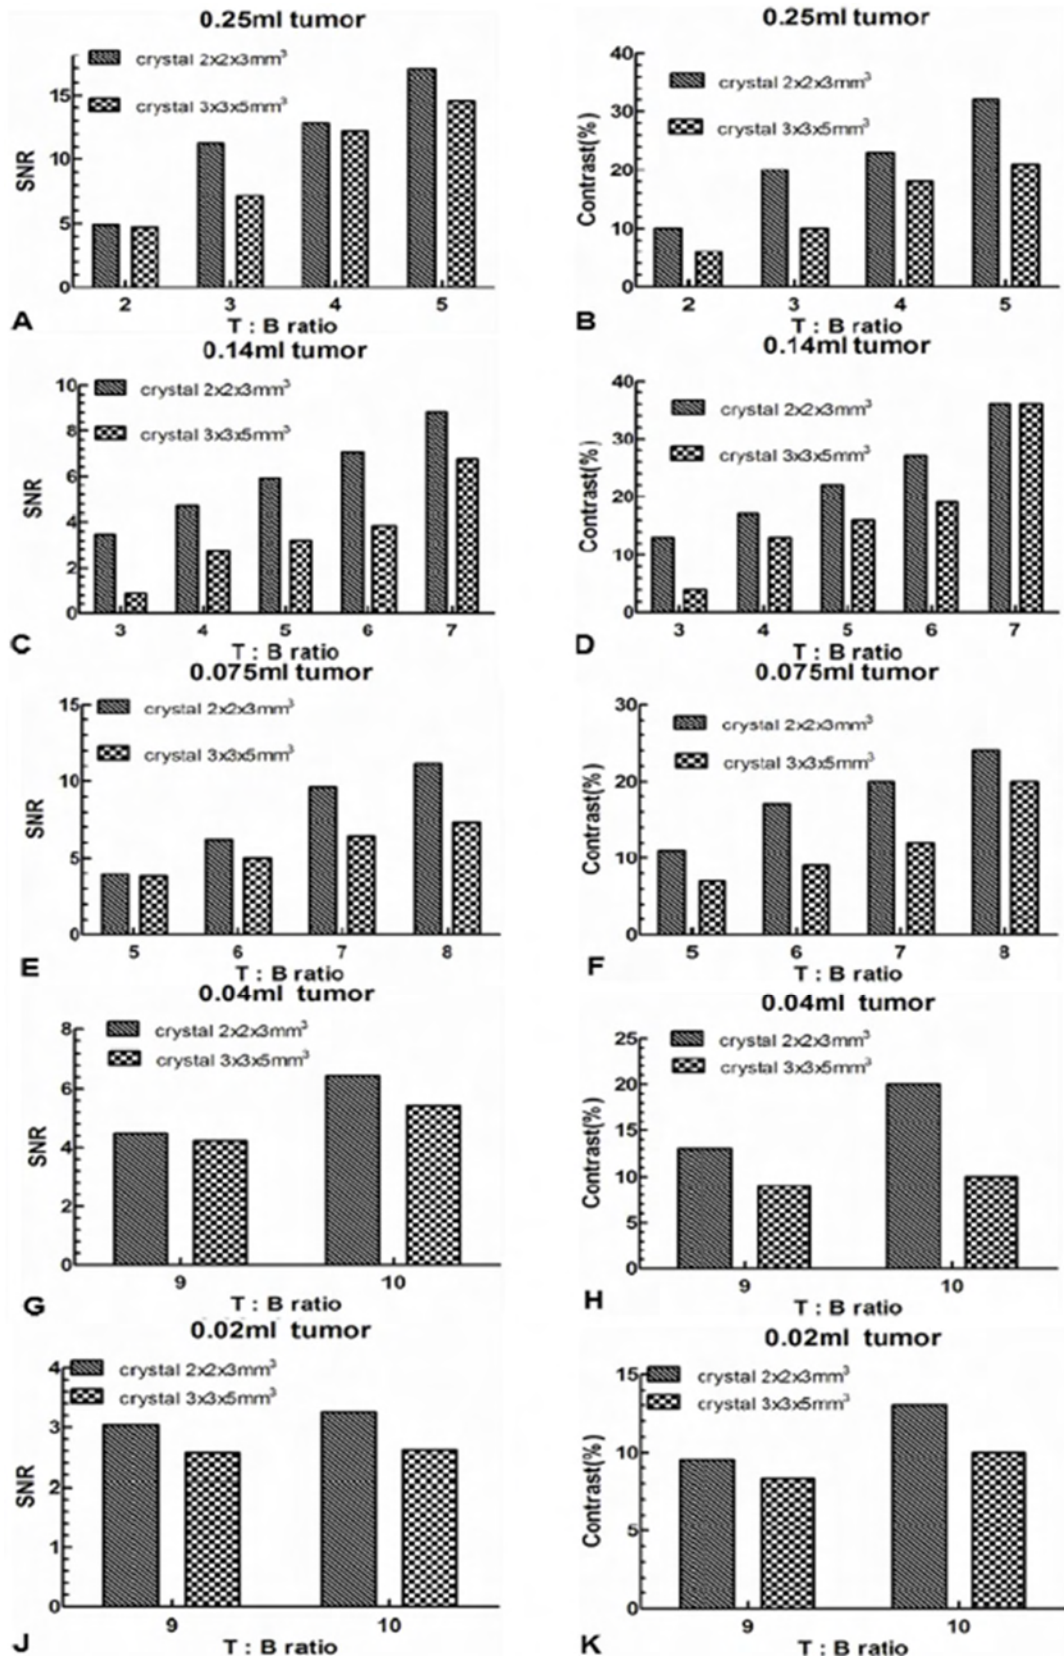 0.25ml tumor
crystal 2x2x3mm³
crystal 3x3x5mm³
SNR
15
10
5
0
2 3 4 5
T : B ratio
A
0.25ml tumor
crystal 2x2x3mm³
crystal 3x3x5mm³
Contrast(%)
40
30
20
10
0
2 3 4 5
T : B ratio
B
0.14ml tumor
crystal 2x2x3mm³
crystal 3x3x5mm³
SNR
10
8
6
4
2
0
3 4 5 6 7
T : B ratio
C
0.14ml tumor
crystal 2x2x3mm³
crystal 3x3x5mm³
Contrast(%)
40
30
20
10
0
3 4 5 6 7
T : B ratio
D
0.075ml tumor
crystal 2x2x3mm³
crystal 3x3x5mm³
SNR
15
10
5
0
5 6 7 8
T : B ratio
E
0.075ml tumor
crystal 2x2x3mm³
crystal 3x3x5mm³
Contrast(%)
30
20
10
0
5 6 7 8
T : B ratio
F
0.04ml tumor
crystal 2x2x3mm³
crystal 3x3x5mm³
SNR
8
6
4
2
0
9 10
T : B ratio
G
0.04ml tumor
crystal 2x2x3mm³
crystal 3x3x5mm³
Contrast(%)
25
20
15
10
5
0
9 10
T : B ratio
H
0.02ml tumor
crystal 2x2x3mm³
crystal 3x3x5mm³
SNR
4
3
2
1
0
9 10
T : B ratio
J
0.02ml tumor
crystal 2x2x3mm³
crystal 3x3x5mm³
Contrast(%)
15
10
5
0
9 10
T : B ratio
K